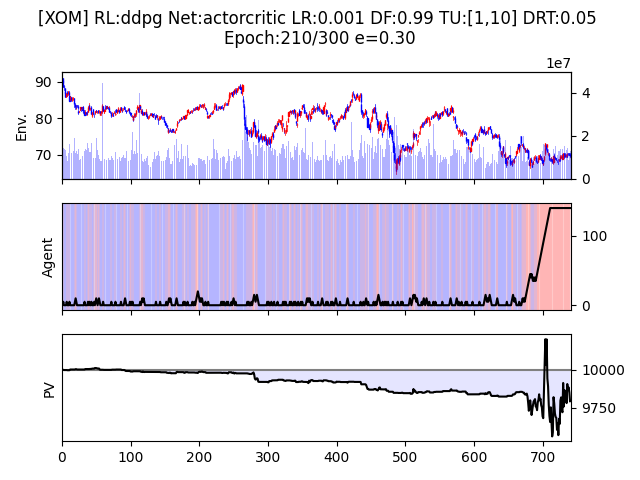 [XOM] RL:ddpg Net:actorcritic LR:0.001 DF:0.99 TU:[1,10] DRT:0.05
Epoch:210/300 e=0.30
1e7
90
80
70
Env.
4
2
0
Agent
100
0
PV
10000
9750
0 100 200 300 400 500 600 700